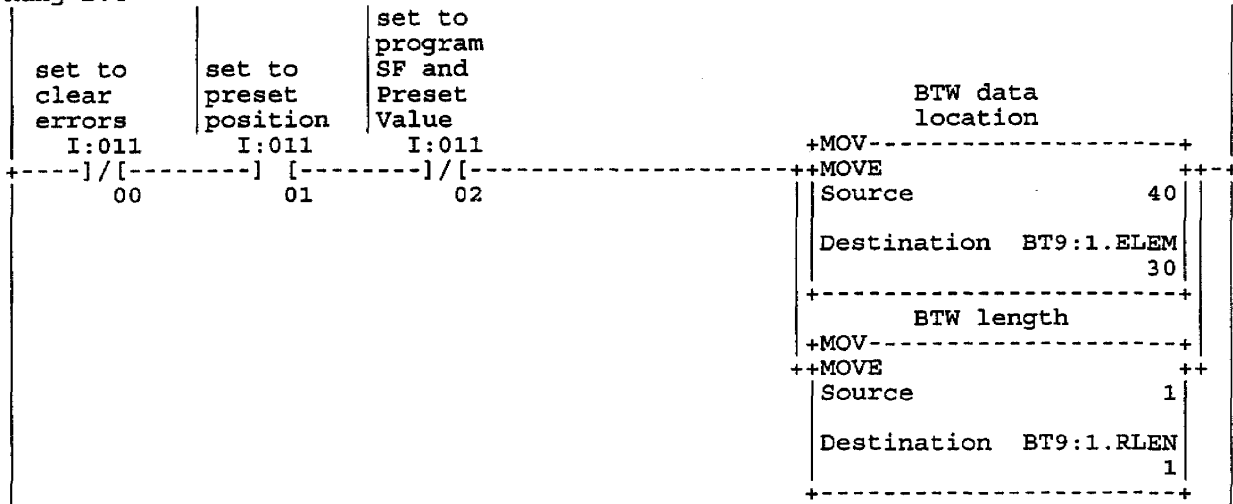 set to
program
set to set to SF and
clear preset Preset BTW data
errors position Value location
I:011 I:011 I:011 +MOV--------------------+
+----]/[---------] [--------]/[-------------------++MOVE ++-+
00 01 02 Source 40
Destination BT9:1.ELEM
30
+-----------------------+
BTW length
+MOV--------------------+
++MOVE ++
Source 1
Destination BT9:1.RLEN
1
+-----------------------+